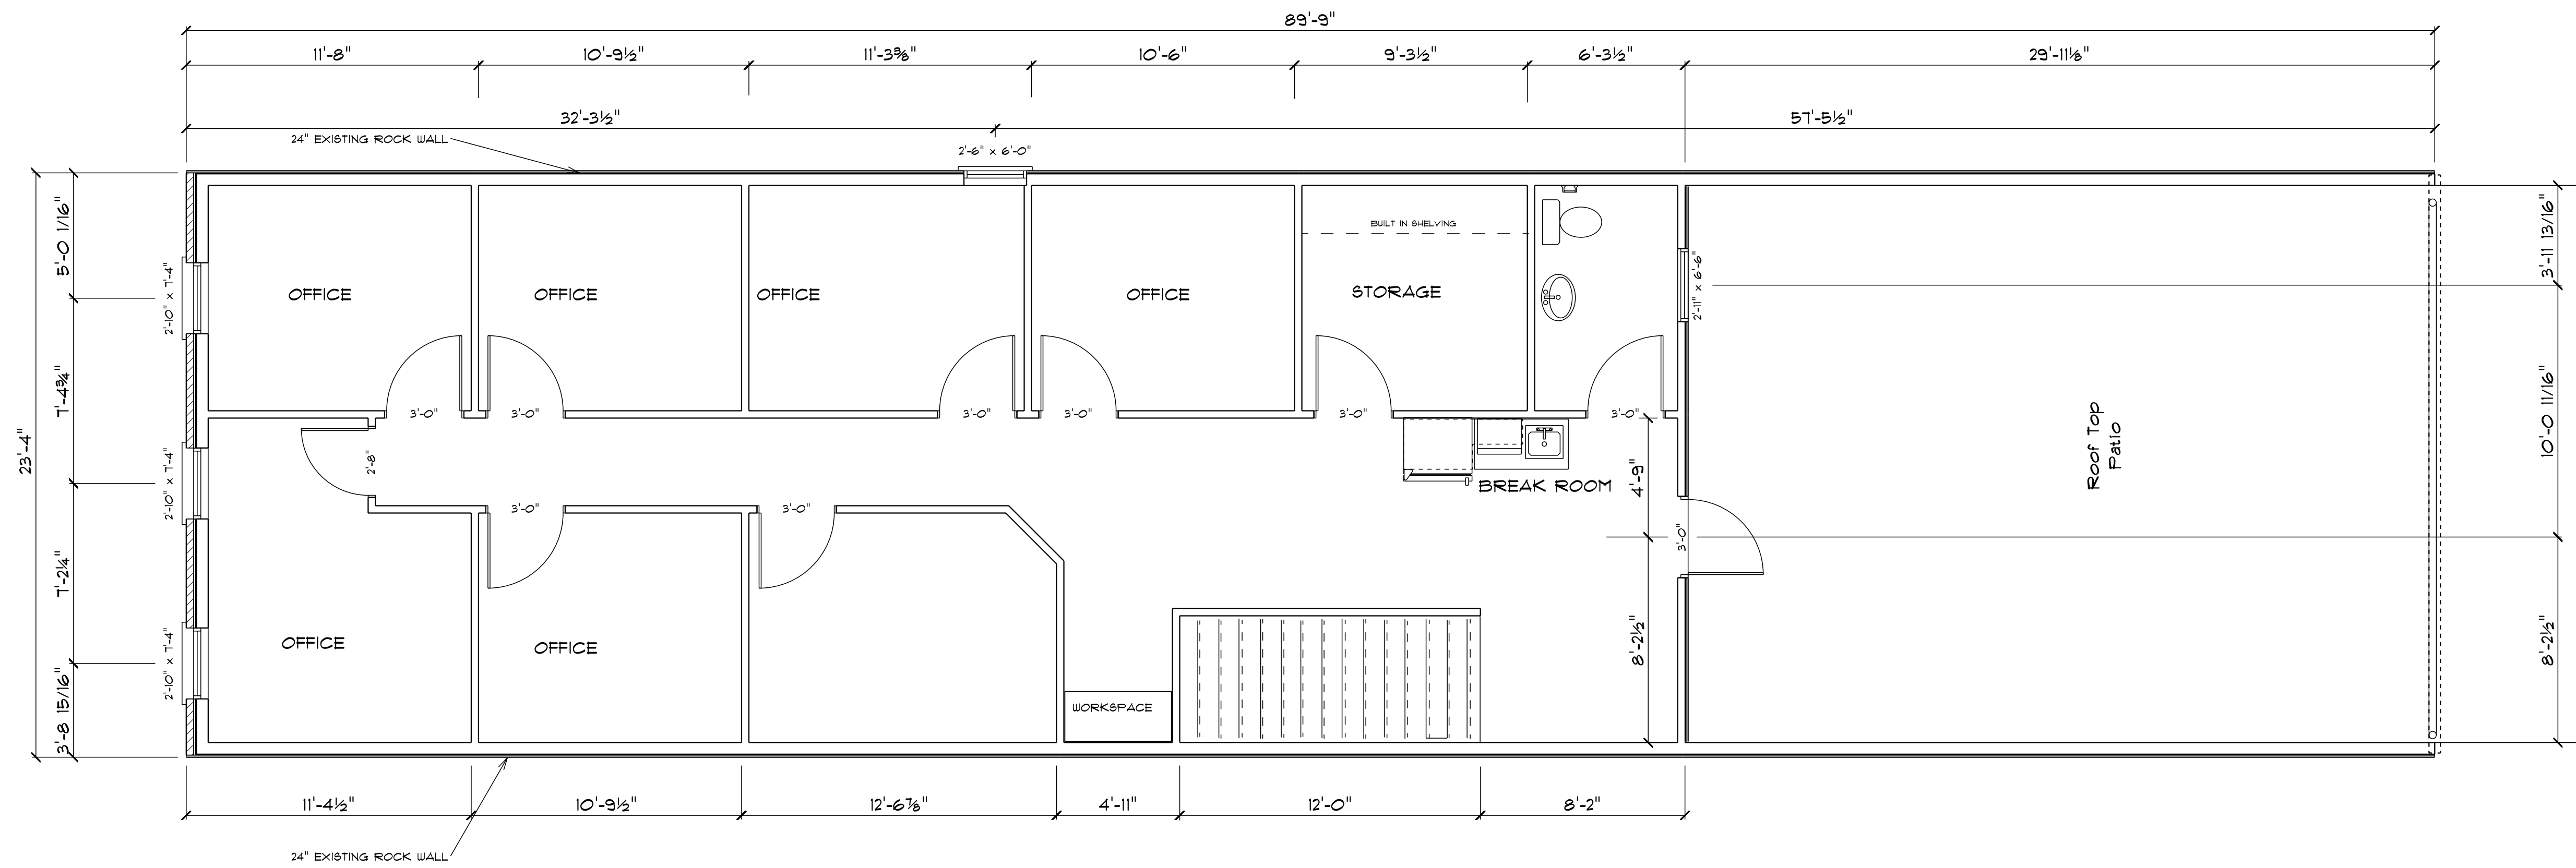 89'-9"
11'-8"
10'-9½"
11'-3⅜"
10'-6"
9'-3½"
6'-3½"
29'-11⅛"
32'-3½"
57'-5½"
24" EXISTING ROCK WALL
2'-6" x 6'-0"
23'-4"
5'-0 1/16"
7'-4¾"
7'-2¼"
3'-8 15/16"
2'-10" x 7'-4"
2'-10" x 7'-4"
2'-10" x 7'-4"
OFFICE
OFFICE
OFFICE
OFFICE
BUILT IN SHELVING
STORAGE
2'-11" x 6'-6"
3'-11 13/16"
10'-0 11/16"
8'-2½"
3'-0"
3'-0"
3'-0"
3'-0"
3'-0"
3'-0"
2'-8"
BREAK ROOM
4'-9"
8'-2½"
3'-0"
Roof Top
Patio
3'-0"
3'-0"
OFFICE
OFFICE
WORKSPACE
11'-4½"
10'-9½"
12'-6⅞"
4'-11"
12'-0"
8'-2"
24" EXISTING ROCK WALL